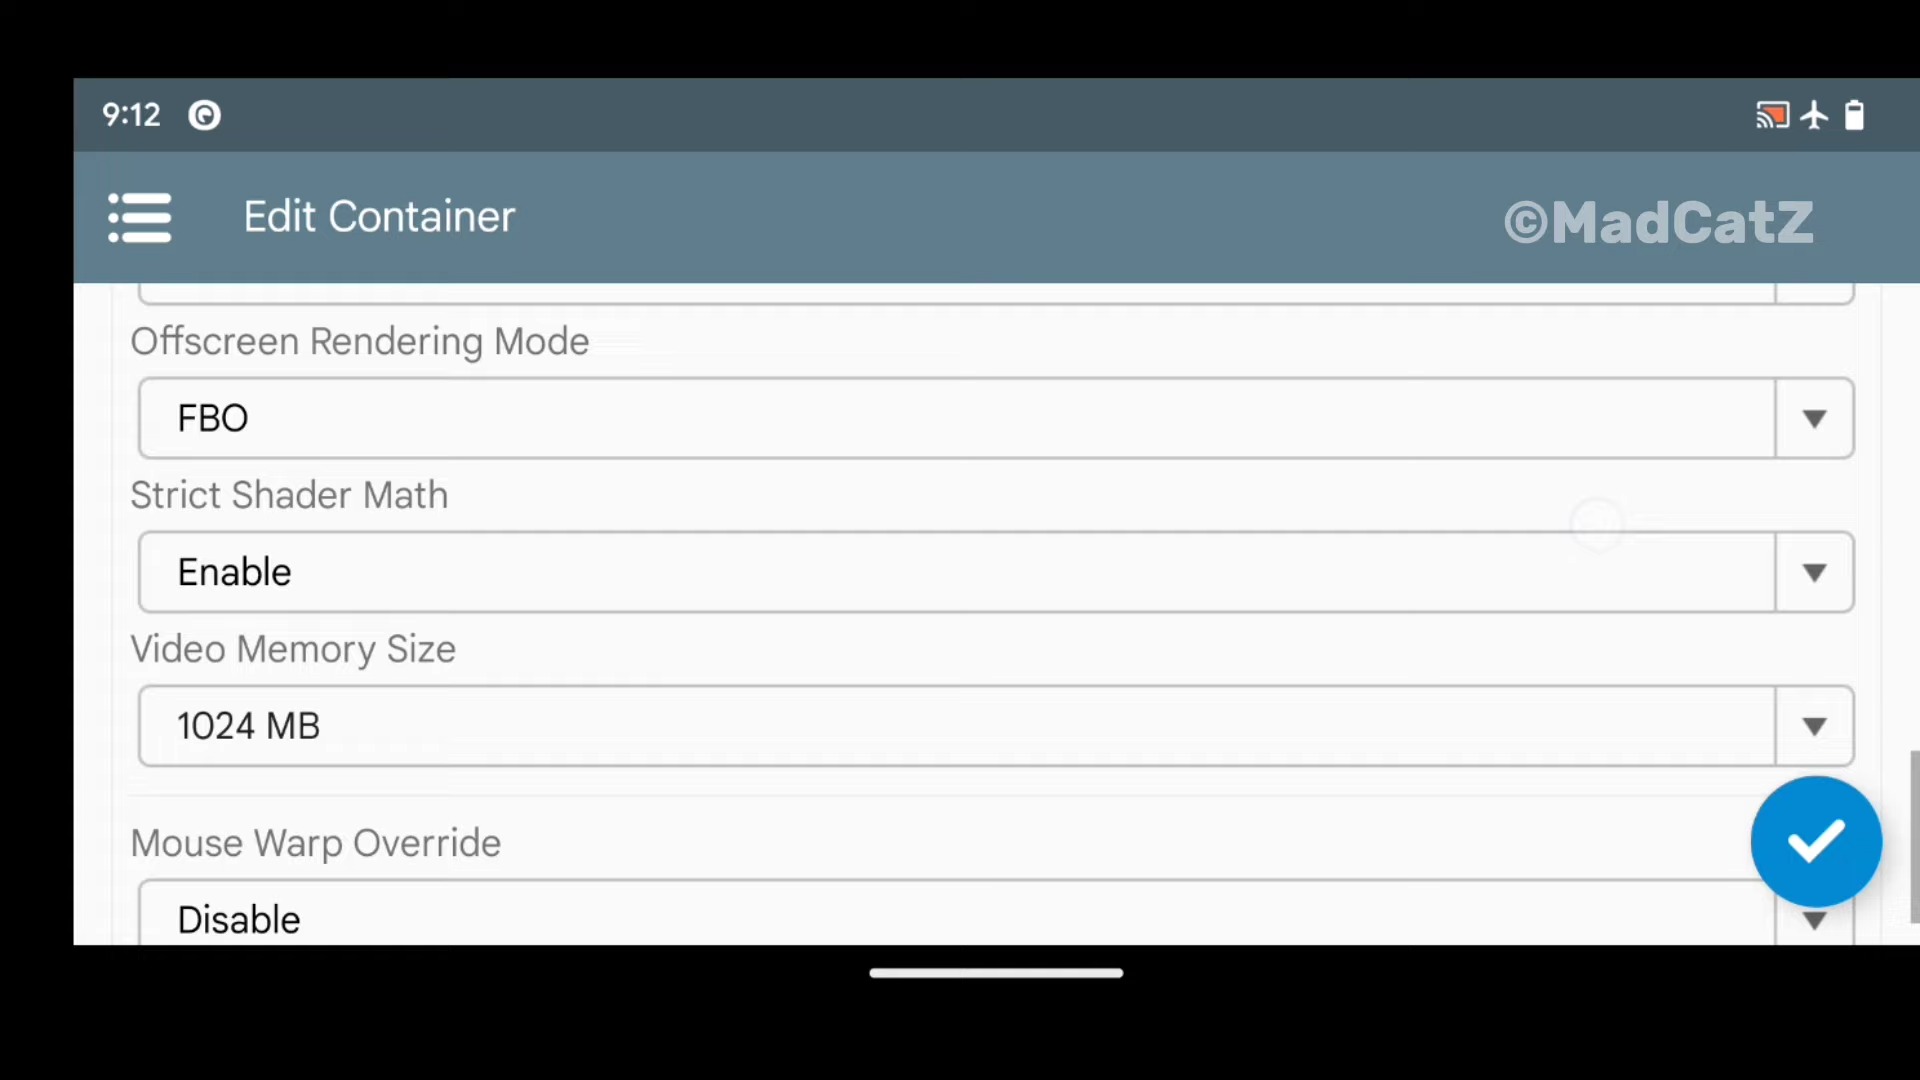 9:12
Edit Container
©MadCatZ
Offscreen Rendering Mode
FBO
Strict Shader Math
Enable
Video Memory Size
1024 MB
Mouse Warp Override
Disable